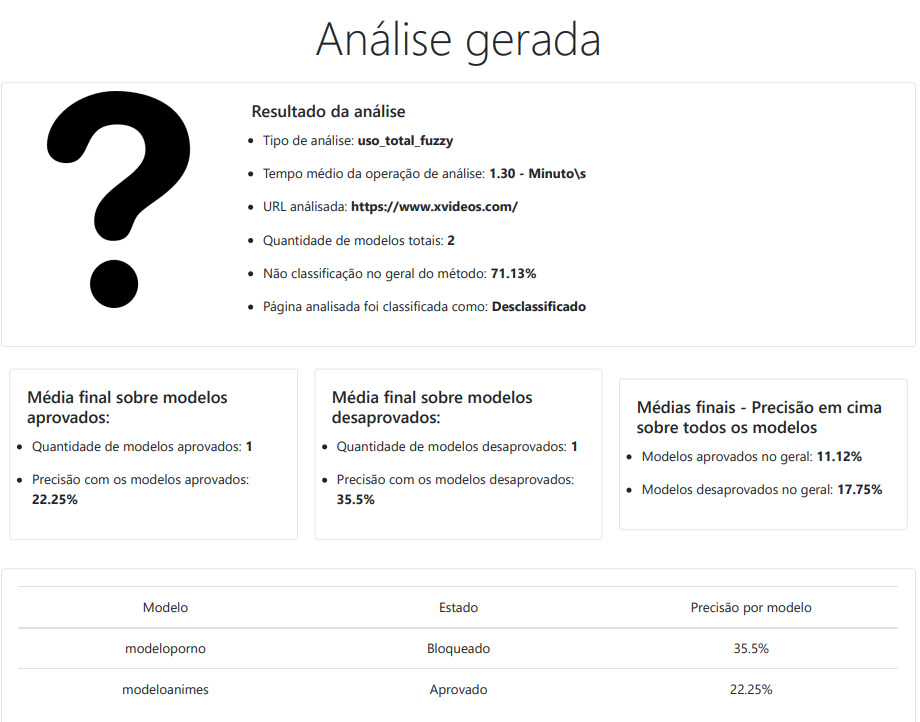 Análise gerada
Resultado da análise
Tipo de análise: uso_total_fuzzy
Tempo médio da operação de análise: 1.30 - Minuto\s
URL análisada: https://www.xvideos.com/
Quantidade de modelos totais: 2
Não classificação no geral do método: 71.13%
Página analisada foi classificada como: Desclassificado
Média final sobre modelos
aprovados:
Quantidade de modelos aprovados: 1
Precisão com os modelos aprovados:
22.25%
Média final sobre modelos
desaprovados:
Quantidade de modelos desaprovados: 1
Precisão com os modelos desaprovados:
35.5%
Médias finais - Precisão em cima
sobre todos os modelos
Modelos aprovados no geral: 11.12%
Modelos desaprovados no geral: 17.75%
Modelo Estado Precisão por modelo
modeloporno Bloqueado 35.5%
modeloanimes Aprovado 22.25%